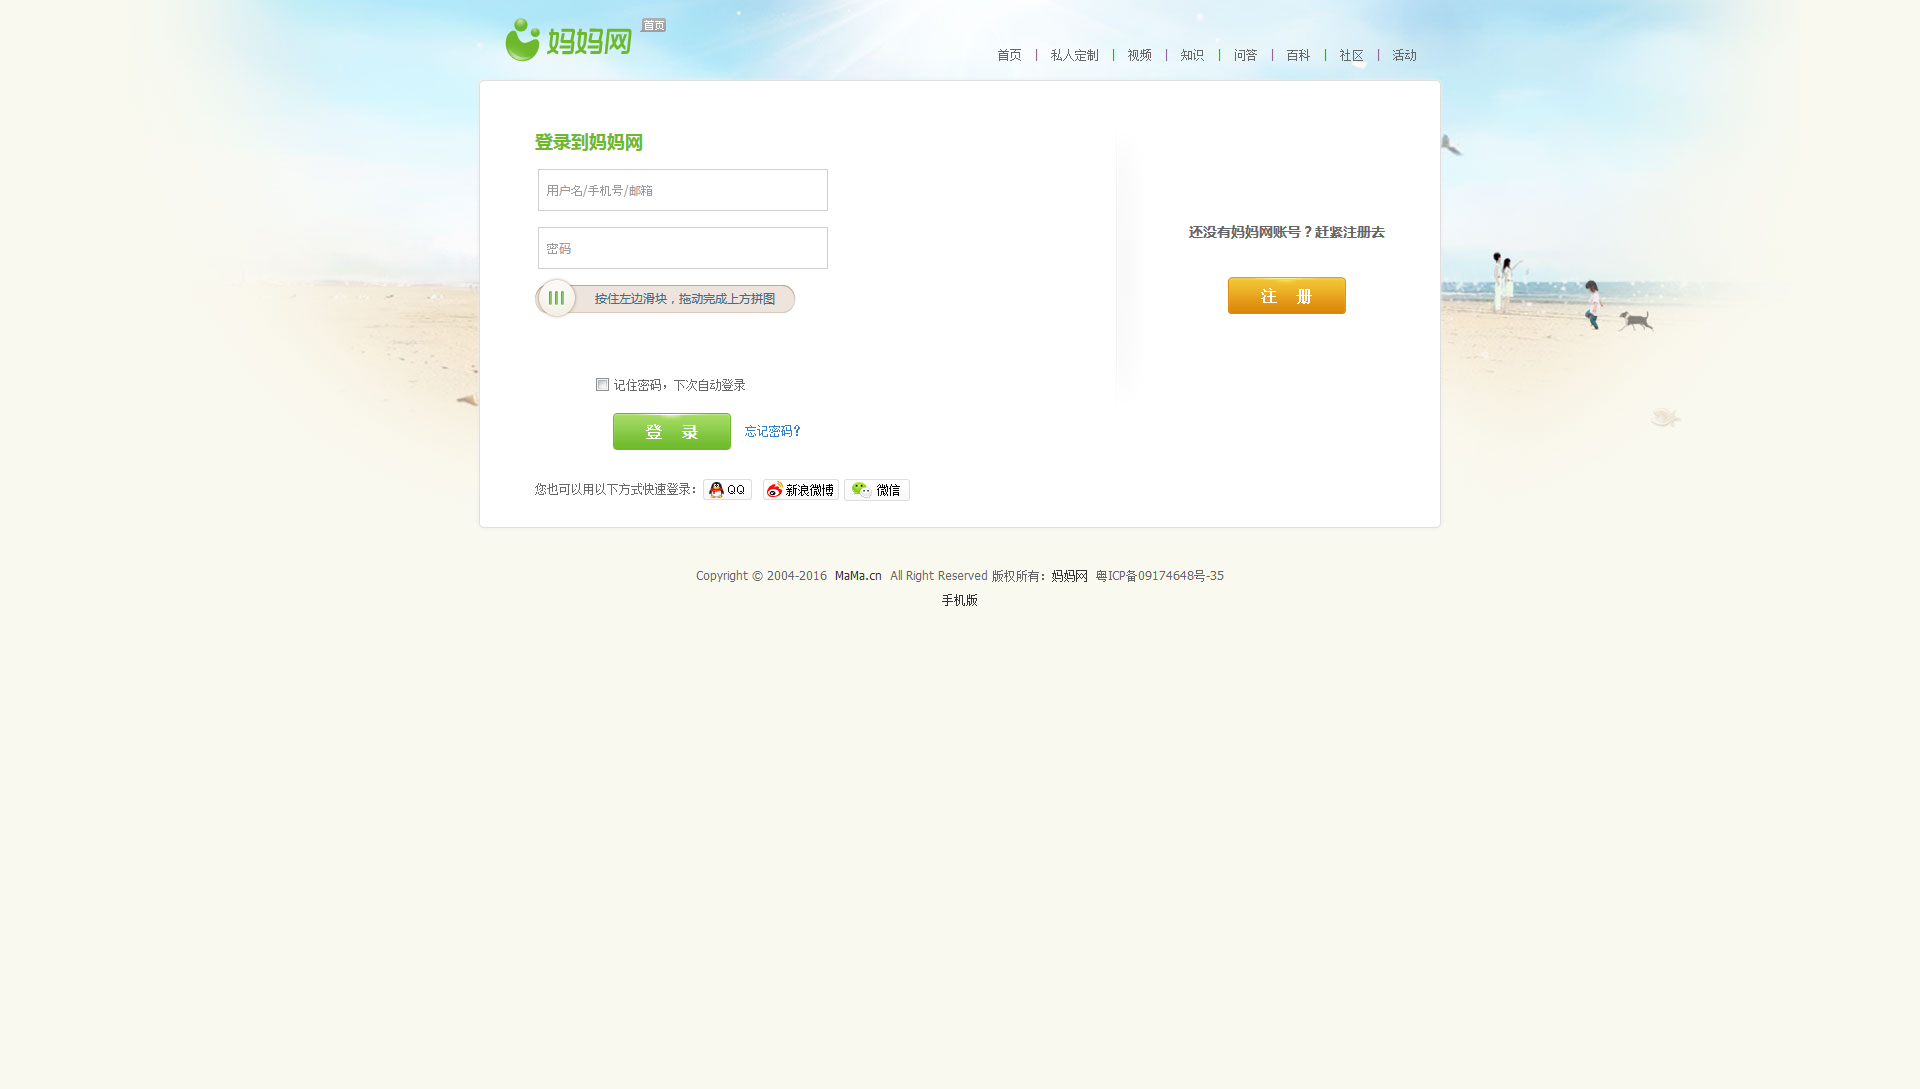 妈妈网 首页
首页 | 私人定制 | 视频 | 知识 | 问答 | 百科 | 社区 | 活动
登录到妈妈网
用户名/手机号/邮箱
密码
按住左边滑块，拖动完成上方拼图
记住密码，下次自动登录
登 录 忘记密码?
您也可以用以下方式快速登录： QQ 新浪微博 微信
还没有妈妈网账号？赶紧注册去
注 册
Copyright © 2004-2016 MaMa.cn All Right Reserved 版权所有：妈妈网 粤ICP备09174648号-35
手机版